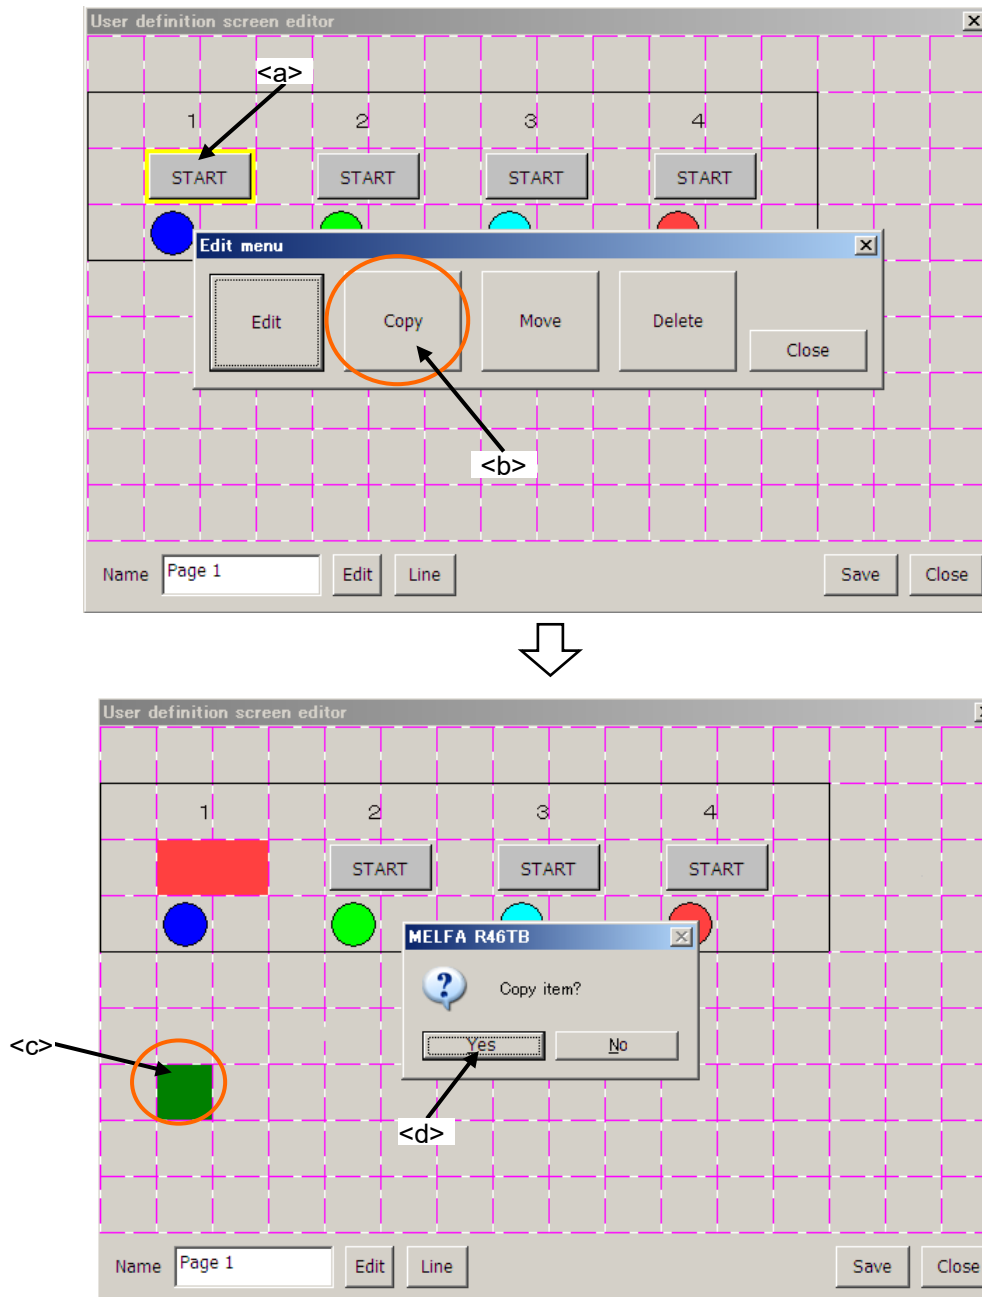 User definition screen editor
<a>
1 2 3 4
START START START START
Edit menu
Edit Copy Move Delete Close
<b>
Name Page 1 Edit Line Save Close
User definition screen editor
1 2 3 4
START START START
MELFA R46TB
Copy item?
Yes No
<c>
<d>
Name Page 1 Edit Line Save Close